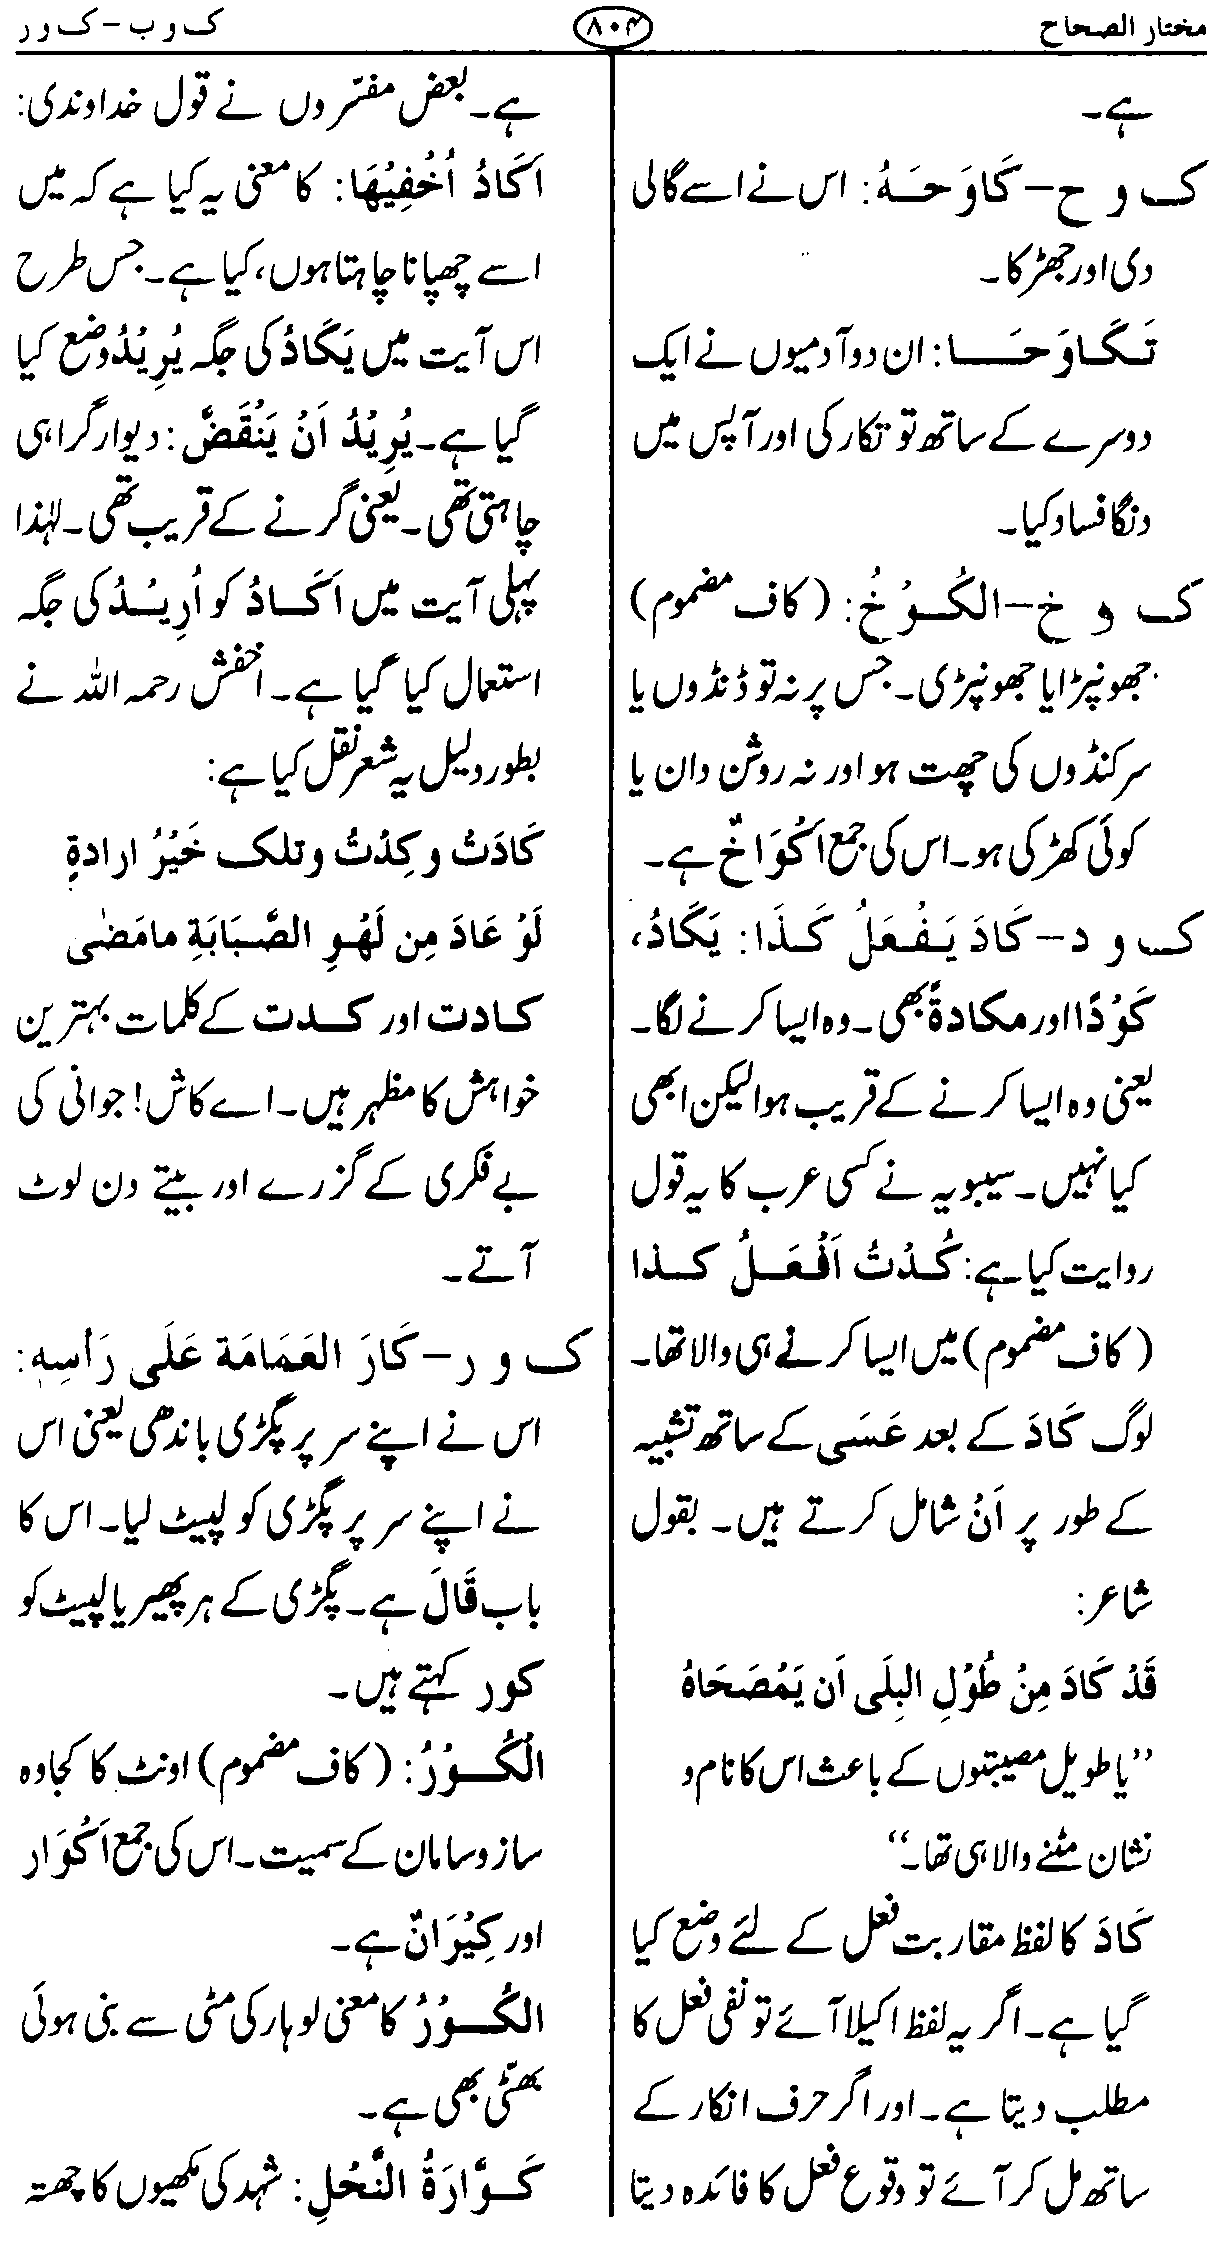 مختار الصحاح
۸۰۴
ک و ب – ک و ر
ہے۔
ک و ح – کَاوَحَهُ: اس نے اسے گالی
دی اور جھڑکا۔
تَکَاوَحَا: ان دو آدمیوں نے ایک
دوسرے کے ساتھ تو تکار کی اور آپس میں
دنگا فساد کیا۔
ک و خ – الکُوْخُ: (کاف مضموم)
جھونپڑا یا جھونپڑی۔ جس پر نہ تو ڈنڈوں یا
سرکنڈوں کی چھت ہو اور نہ روشن دان یا
کوئی کھڑکی ہو۔ اس کی جمع اَکْوَاخٌ ہے۔
ک و د – کَادَ یَفْعَلُ کَذَا: یَکَادُ،
کَوْدًا اور مکادةً بھی۔ وہ ایسا کرنے لگا۔
یعنی وہ ایسا کرنے کے قریب ہوا لیکن ابھی
کیا نہیں۔ سیبویہ نے کسی عرب کا یہ قول
روایت کیا ہے: کُدْتُ اَفْعَلُ کذا
(کاف مضموم) میں ایسا کرنے ہی والا تھا۔
لوگ کَادَ کے بعد عَسَی کے ساتھ تشبیہ
کے طور پر اَنْ شامل کرتے ہیں۔ بقول
شاعر:
قَدْ کَادَ مِنْ طُوْلِ البِلَی اَن یَمْصَحَاهُ
”یا طویل مصیبتوں کے باعث اس کا نام و
نشان مٹنے والا ہی تھا۔“
کَادَ کا لفظ مقاربت فعل کے لئے وضع کیا
گیا ہے۔ اگر یہ لفظ اکیلا آئے تو نفی فعل کا
مطلب دیتا ہے۔ اور اگر حرف انکار کے
ساتھ مل کر آئے تو وقوع فعل کا فائدہ دیتا
ہے۔ بعض مفسّروں نے قول خداوندی:
اَکَادُ اُخْفِیْهَا: کا معنی یہ کیا ہے کہ میں
اسے چھپانا چاہتا ہوں، کیا ہے۔ جس طرح
اس آیت میں یَکَادُ کی جگہ یُرِیْدُ وضع کیا
گیا ہے۔ یُرِیْدُ اَنْ یَنْقَضَّ: دیوار گرا ہی
چاہتی تھی۔ یعنی گرنے کے قریب تھی۔ لہٰذا
پہلی آیت میں اَکَادُ کو اُرِیْدُ کی جگہ
استعمال کیا گیا ہے۔ اخفش رحمہ اللہ نے
بطور دلیل یہ شعر نقل کیا ہے:
کَادَتْ و کِدْتُ و تلک خَیْرُ ارادةٍ
لَوْ عَادَ مِن لَهْوِ الصَّبَابَةِ مامَضٰی
کادت اور کدت کے کلمات بہترین
خواہش کا مظہر ہیں۔ اے کاش! جوانی کی
بے فکری کے گزرے اور بیتے دن لوٹ
آتے۔
ک و ر – کَارَ العَمَامَة عَلَی رَأسِهٖ:
اس نے اپنے سر پر پگڑی باندھی یعنی اس
نے اپنے سر پر پگڑی کو لپیٹ لیا۔ اس کا
باب قَالَ ہے۔ پگڑی کے ہر پھیر یا لپیٹ کو
کور کہتے ہیں۔
الْکُوْرُ: (کاف مضموم) اونٹ کا کجاوہ
ساز و سامان کے سمیت۔ اس کی جمع اَکْوَار
اور کِیْرَانٌ ہے۔
الکُوْرُ کا معنی لوہار کی مٹی سے بنی ہوئی
بھٹّی بھی ہے۔
کَوَّارَةُ النَّحْلِ: شہد کی مکھیوں کا چھتہ